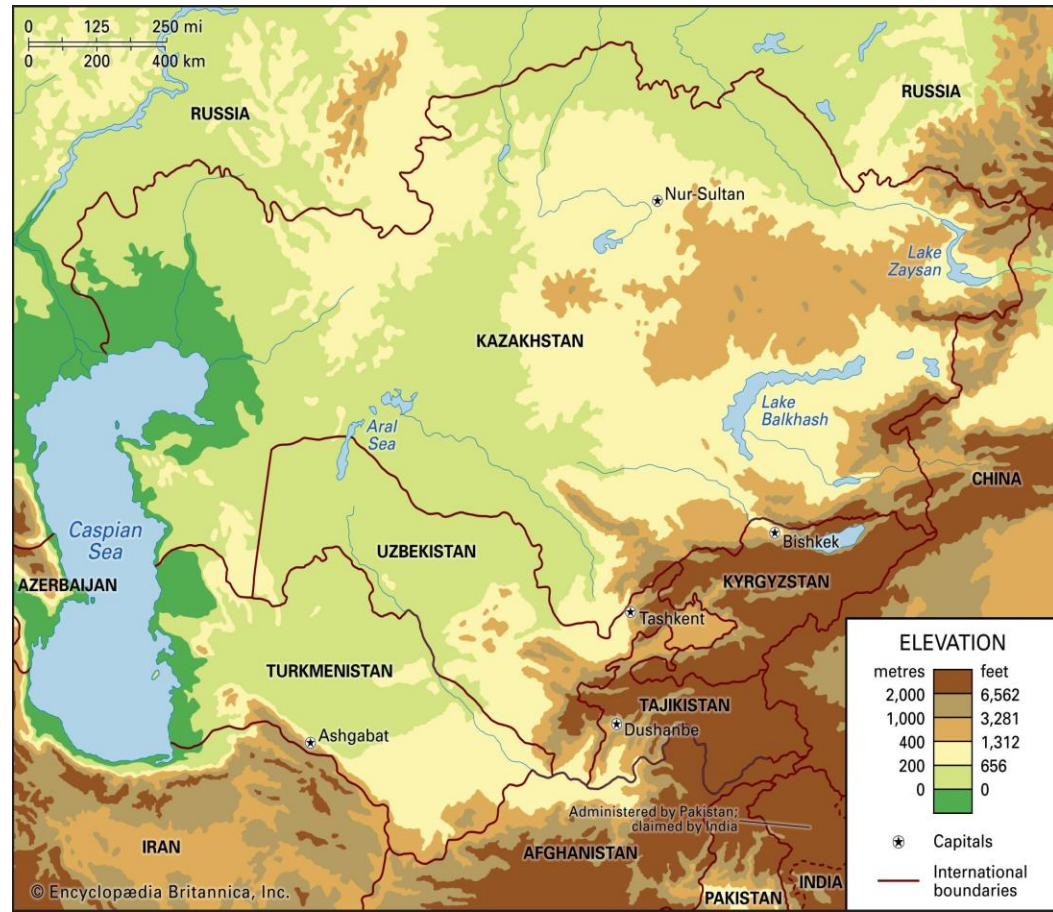 0 125 250 mi
0 200 400 km
RUSSIA
RUSSIA
Nur-Sultan
Lake
Zaysan
KAZAKHSTAN
Lake
Balkhash
Aral
Sea
CHINA
Caspian
Sea
Bishkek
UZBEKISTAN
KYRGYZSTAN
AZERBAIJAN
Tashkent
TURKMENISTAN
TAJIKISTAN
Dushanbe
Ashgabat
Administered by Pakistan;
claimed by India
IRAN
AFGHANISTAN
PAKISTAN
INDIA
© Encyclopædia Britannica, Inc.
ELEVATION
metres feet
2,000 6,562
1,000 3,281
400 1,312
200 656
0 0
Capitals
International
boundaries